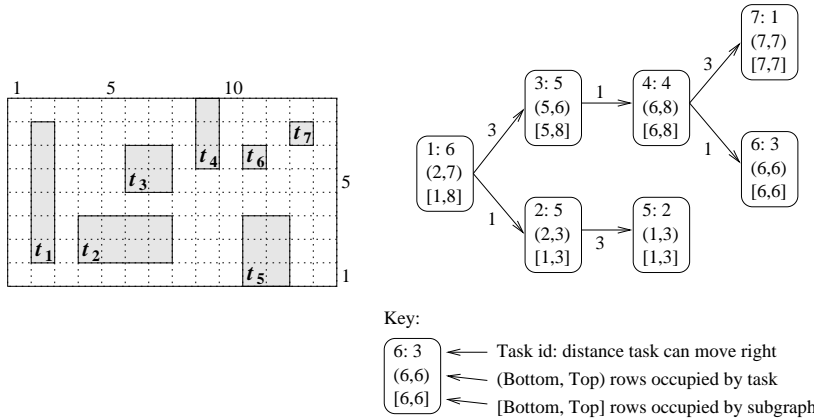 1 5 10
t1
t2
t3
t4
t5
t6
t7
5
1
1: 6
(2,7)
[1,8]
3
1
3: 5
(5,6)
[5,8]
1
4: 4
(6,8)
[6,8]
3
1
7: 1
(7,7)
[7,7]
6: 3
(6,6)
[6,6]
2: 5
(2,3)
[1,3]
3
5: 2
(1,3)
[1,3]
Key:
6: 3
(6,6)
[6,6]
Task id: distance task can move right
(Bottom, Top) rows occupied by task
[Bottom, Top] rows occupied by subgraph